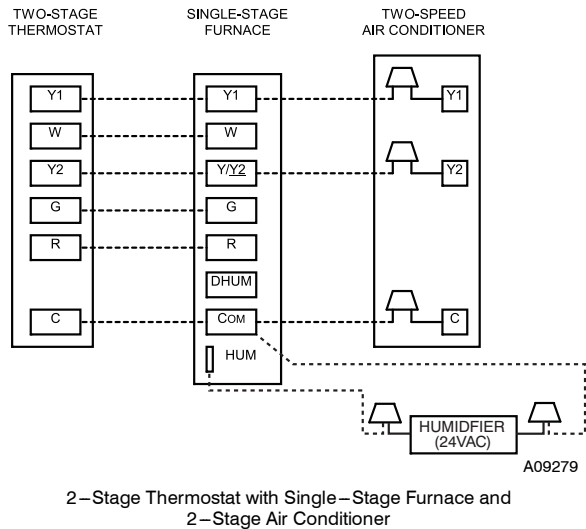 TWO-STAGE
THERMOSTAT
SINGLE-STAGE
FURNACE
TWO-SPEED
AIR CONDITIONER
Y1
Y1
Y1
W
W
Y2
Y/Y2
Y2
G
G
R
R
DHUM
C
COM
C
HUM
HUMIDFIER
(24VAC)
A09279
2-Stage Thermostat with Single-Stage Furnace and
2-Stage Air Conditioner